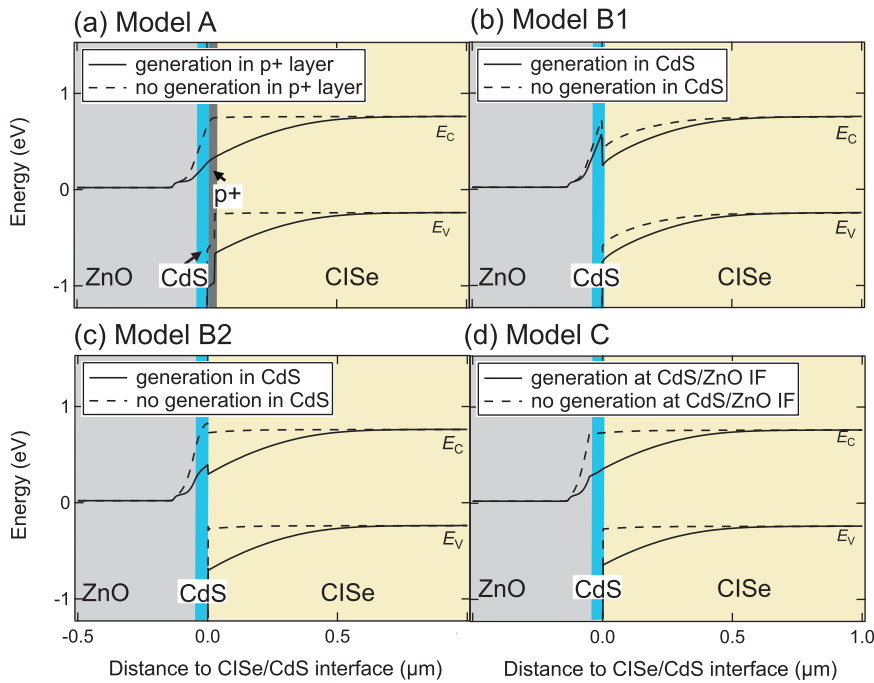 (a) Model A
generation in p+ layer
no generation in p+ layer
1
0
-1
Energy (eV)
E_C
p+
E_V
ZnO
CdS
CISe
(b) Model B1
generation in CdS
no generation in CdS
E_C
E_V
ZnO
CdS
CISe
(c) Model B2
generation in CdS
no generation in CdS
1
0
-1
Energy (eV)
E_C
E_V
ZnO
CdS
CISe
-0.5
0.0
0.5
Distance to CISe/CdS interface (μm)
(d) Model C
generation at CdS/ZnO IF
no generation at CdS/ZnO IF
E_C
E_V
ZnO
CdS
CISe
0.0
0.5
1.0
Distance to CISe/CdS interface (μm)